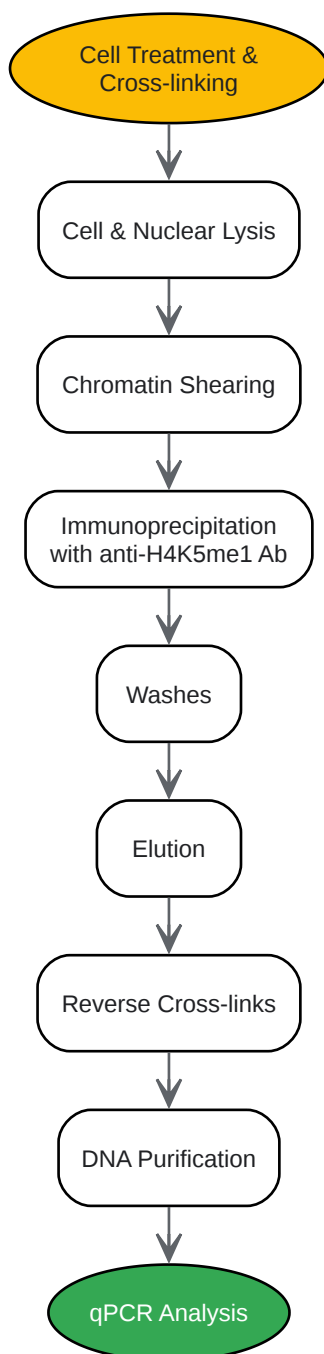 Cell Treatment &
Cross-linking
Cell & Nuclear Lysis
Chromatin Shearing
Immunoprecipitation
with anti-H4K5me1 Ab
Washes
Elution
Reverse Cross-links
DNA Purification
qPCR Analysis